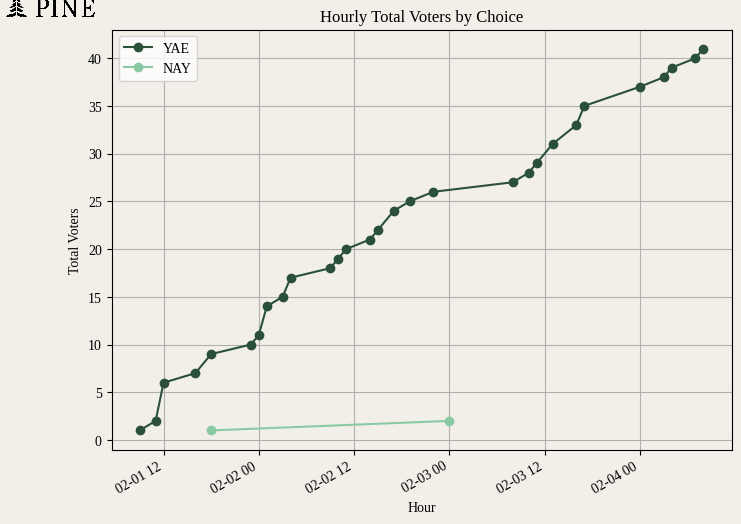 PINE
Hourly Total Voters by Choice
YAE
NAY
40
35
30
25
20
15
10
5
0
Total Voters
02-01 12
02-02 00
02-02 12
02-03 00
02-03 12
02-04 00
Hour